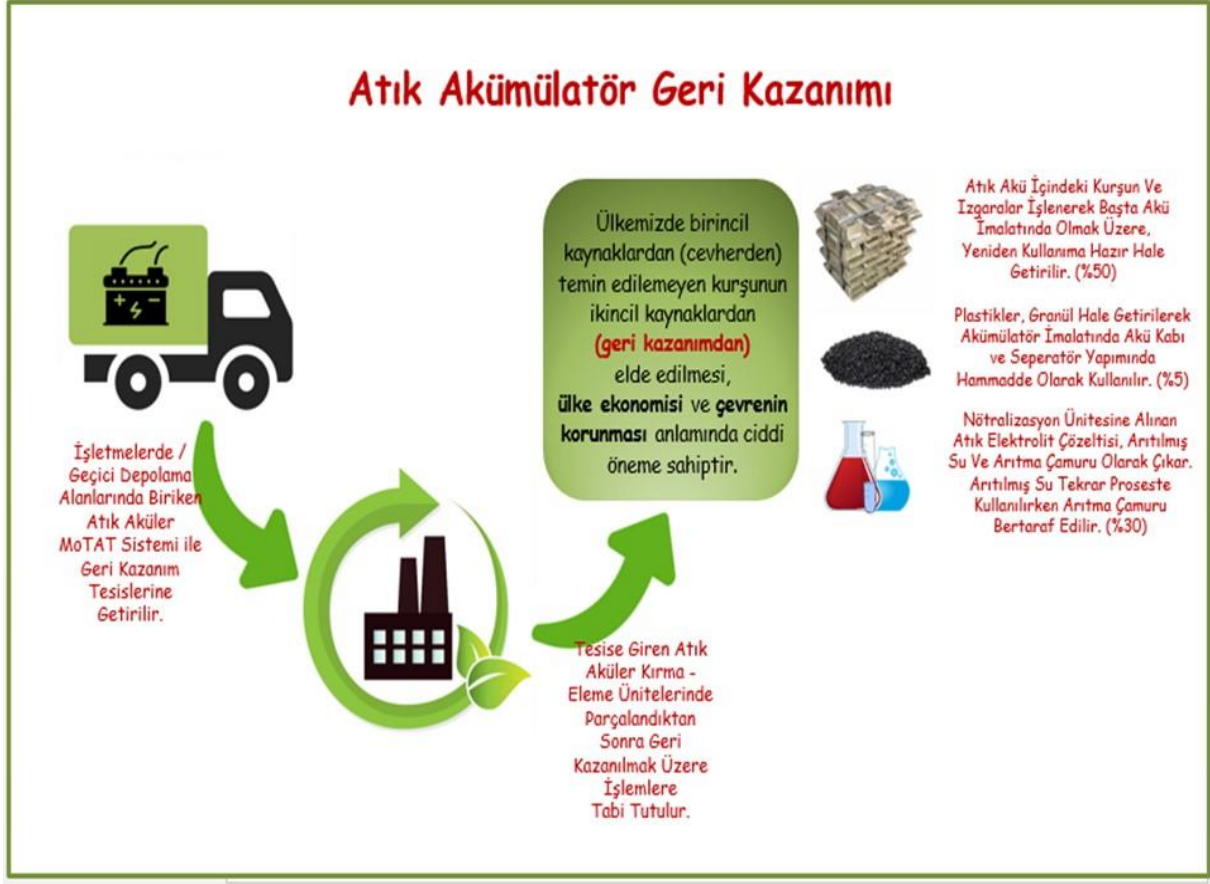 Atık Akümülatör Geri Kazanımı
İşletmelerde /
Geçici Depolama
Alanlarında Biriken
Atık Aküler
MoTAT Sistemi ile
Geri Kazanım
Tesislerine
Getirilir.
Tesise Giren Atık
Aküler Kırma -
Eleme Ünitelerinde
Parçalandıktan
Sonra Geri
Kazanılmak Üzere
İşlemlere
Tabi Tutulur.
Ülkemizde birincil
kaynaklardan (cevherden)
temin edilemeyen kurşunun
ikincil kaynaklardan
(geri kazanımdan)
elde edilmesi,
ülke ekonomisi ve çevrenin
korunması anlamında ciddi
öneme sahiptir.
Atık Akü İçindeki Kurşun Ve
Izgaralar İşlenerek Başta Akü
İmalatında Olmak Üzere,
Yeniden Kullanıma Hazır Hale
Getirilir. (%50)
Plastikler, Granül Hale Getirilerek
Akümülatör İmalatında Akü Kabı
ve Seperatör Yapımında
Hammadde Olarak Kullanılır. (%5)
Nötralizasyon Ünitesine Alınan
Atık Elektrolit Çözeltisi, Arıtılmış
Su Ve Arıtma Çamuru Olarak Çıkar.
Arıtılmış Su Tekrar Proseste
Kullanılırken Arıtma Çamuru
Bertaraf Edilir. (%30)